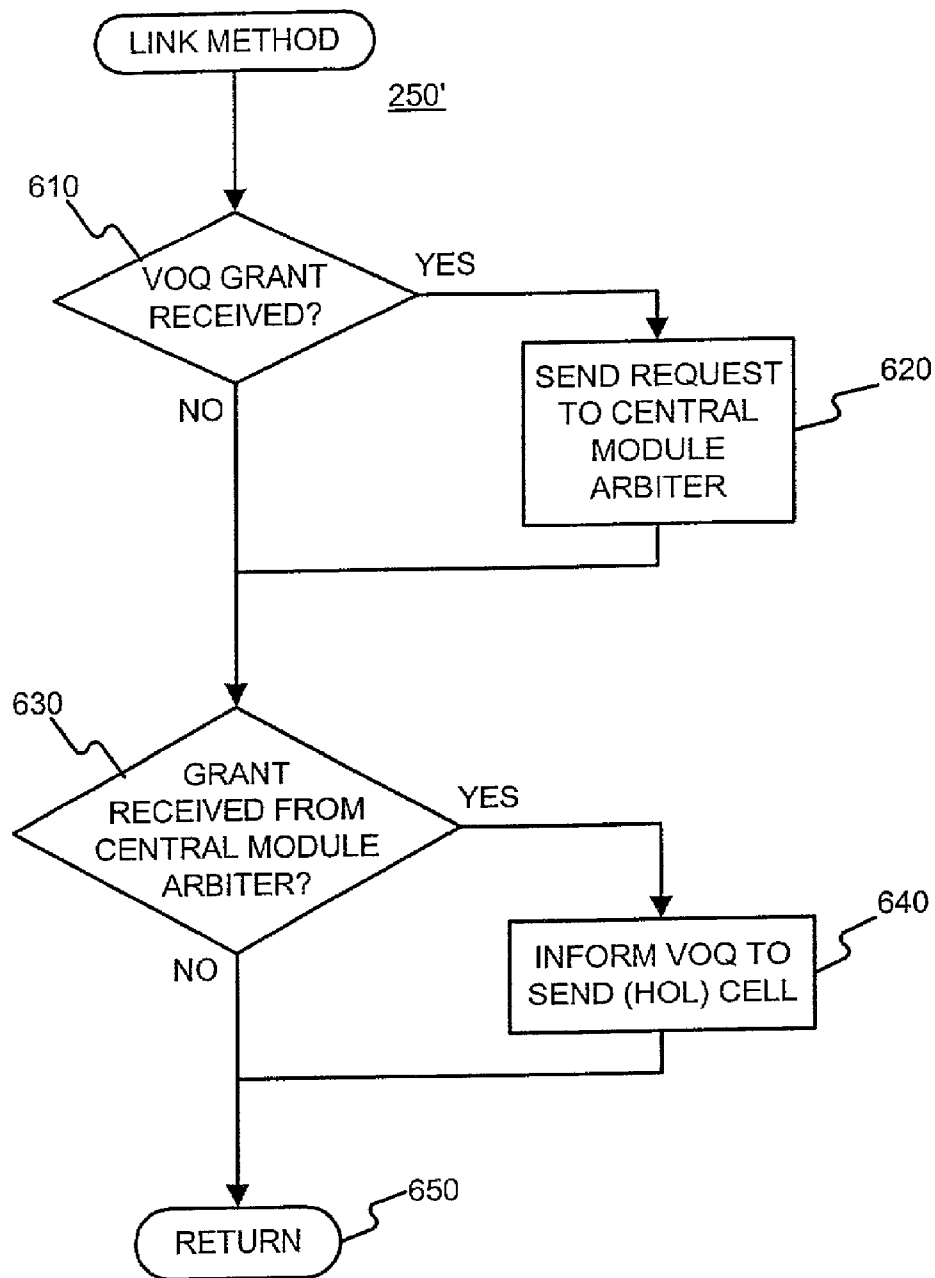 LINK METHOD
250'
610
VOQ GRANT
RECEIVED?
YES
NO
SEND REQUEST
TO CENTRAL
MODULE
ARBITER
620
630
GRANT
RECEIVED FROM
CENTRAL MODULE
ARBITER?
YES
NO
INFORM VOQ TO
SEND (HOL) CELL
640
RETURN
650